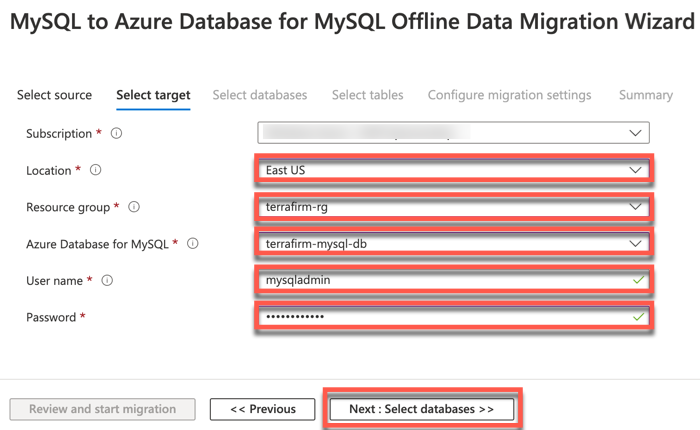 MySQL to Azure Database for MySQL Offline Data Migration Wizard
Select source Select target Select databases Select tables Configure migration settings Summary
Subscription *
Location * East US
Resource group * terrafirm-rg
Azure Database for MySQL * terrafirm-mysql-db
User name * mysqladmin
Password * ••••••••••••
Review and start migration << Previous Next : Select databases >>